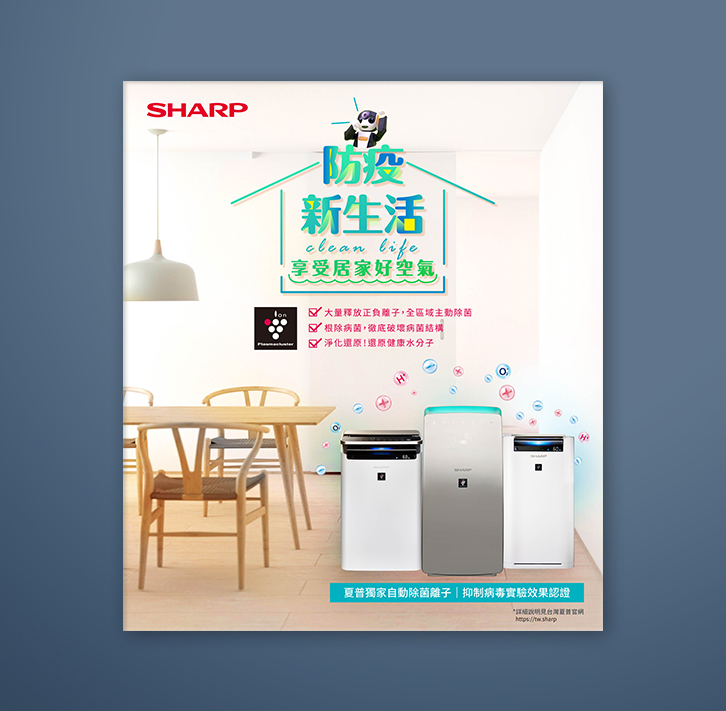 SHARP
防疫
新生活
clean life
享受居家好空氣
Ion
Plasmacluster
大量釋放正負離子,全區域主動除菌
根除病菌,徹底破壞病菌結構
淨化還原!還原健康水分子
H+
O2-
SHARP
SHARP
夏普獨家自動除菌離子｜抑制病毒實驗效果認證
*詳細說明見台灣夏普官網
https://tw.sharp